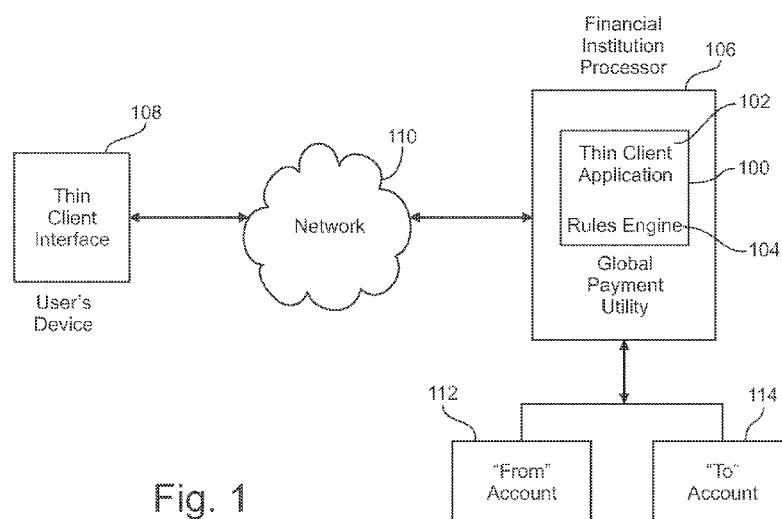 Financial
Institution
Processor
106
102
108
110
Thin Client
Application
100
Thin
Client
Interface
Network
Rules Engine
104
Global
Payment
Utility
User's
Device
112
114
"From"
Account
"To"
Account
Fig. 1